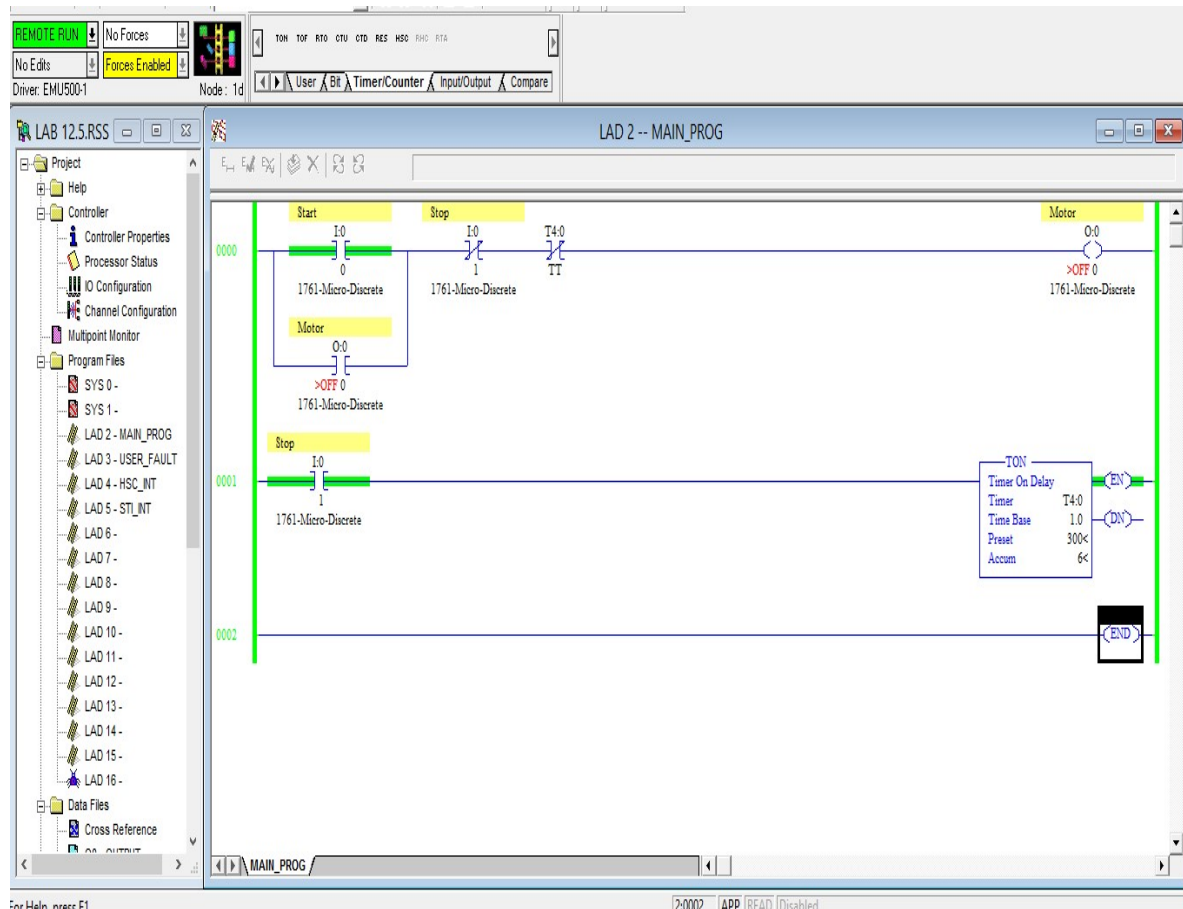 REMOTE RUN No Forces
No Edits Forces Enabled
Driver: EMU500-1 Node : 1d
TON TOF RTO CTU CTD RES HSC RHC RTA
User Bit Timer/Counter Input/Output Compare
LAB 12.5.RSS
Project
Help
Controller
Controller Properties
Processor Status
IO Configuration
Channel Configuration
Multipoint Monitor
Program Files
SYS 0 -
SYS 1 -
LAD 2 - MAIN_PROG
LAD 3 - USER_FAULT
LAD 4 - HSC_INT
LAD 5 - STI_INT
LAD 6 -
LAD 7 -
LAD 8 -
LAD 9 -
LAD 10 -
LAD 11 -
LAD 12 -
LAD 13 -
LAD 14 -
LAD 15 -
LAD 16 -
Data Files
Cross Reference
LAD 2 -- MAIN_PROG
Start Stop Motor
I:0 I:0 T4:0 O:0
0000
0 1 TT >OFF 0
1761-Micro-Discrete 1761-Micro-Discrete 1761-Micro-Discrete
Motor
O:0
>OFF 0
1761-Micro-Discrete
Stop
I:0
0001
1
1761-Micro-Discrete
TON
Timer On Delay (EN)
Timer T4:0
Time Base 1.0 (DN)
Preset 300<
Accum 6<
0002 (END)
MAIN_PROG
For Help, press F1
2:0002 APP READ Disabled